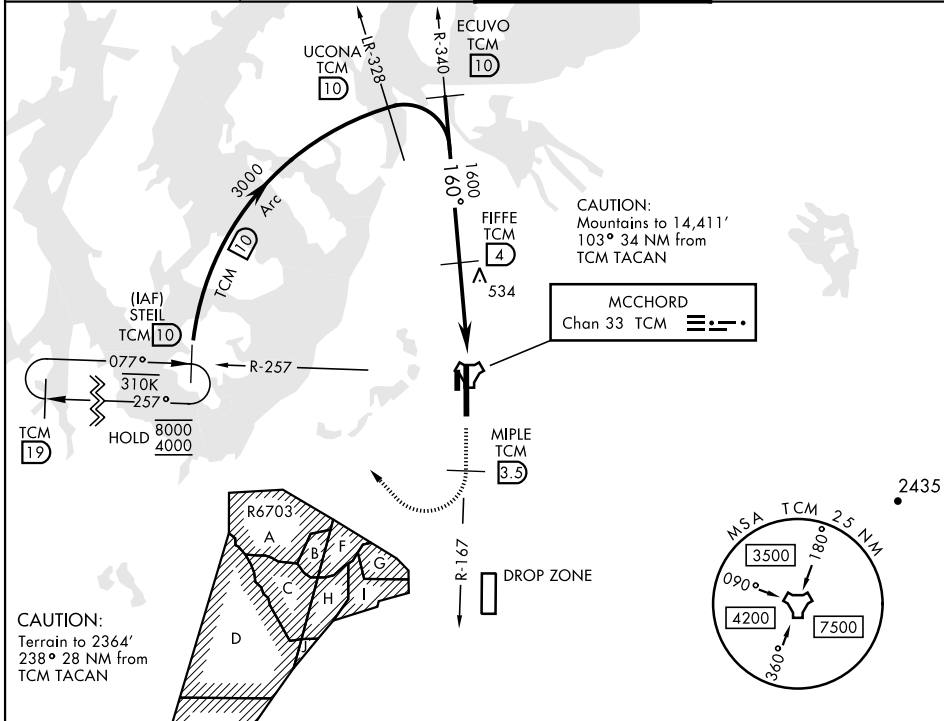 UCONA
TCM
10
LR-328
R-340
ECUVO
TCM
10
3000
Arc
TCM 10
1600
160°
FIFFE
TCM
4
534
CAUTION:
Mountains to 14,411'
103° 34 NM from
TCM TACAN
MCCHORD
Chan 33 TCM
(IAF)
STEIL
TCM 10
077°
310K
257°
R-257
TCM
19
HOLD 8000
4000
MIPLE
TCM
3.5
R-167
DROP ZONE
R6703
A
B
F
G
C
H
I
D
J
CAUTION:
Terrain to 2364'
238° 28 NM from
TCM TACAN
2435
MSA TCM 25 NM
3500
180°
090°
4200
7500
360°